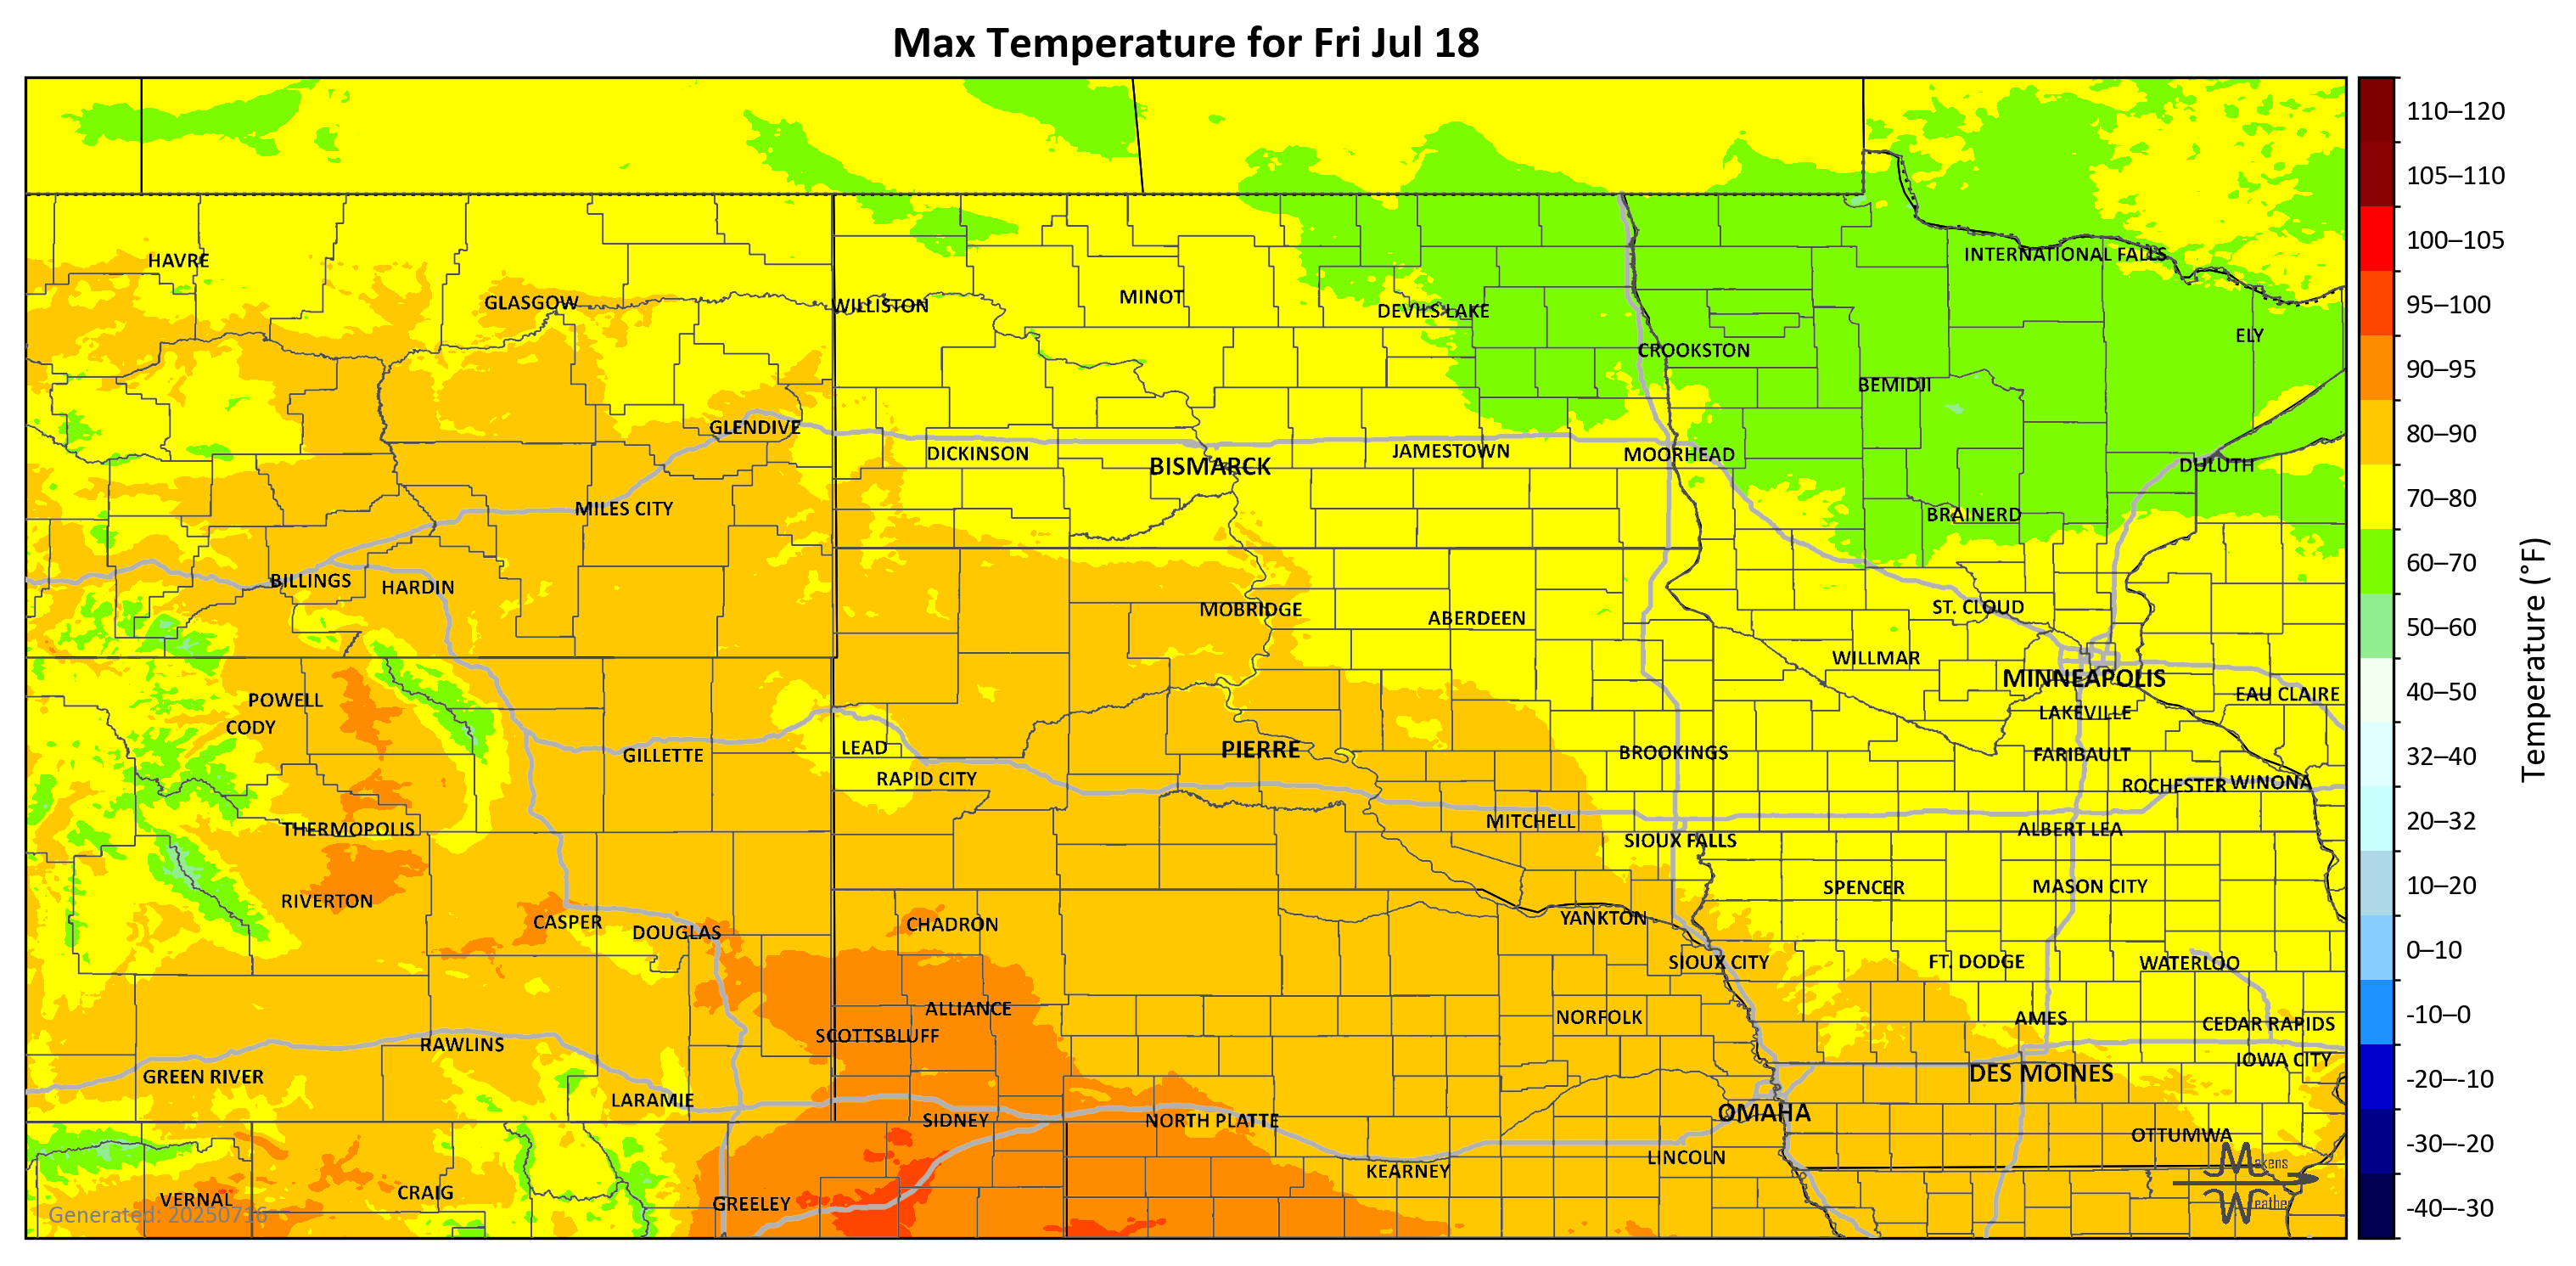 Max Temperature for Fri Jul 18
110–120
105–110
100–105
95–100
90–95
80–90
70–80
60–70
50–60
40–50
32–40
20–32
10–20
0–10
-10–0
-20–-10
-30–-20
-40–-30
Temperature (°F)
HAVRE
INTERNATIONAL FALLS
GLASGOW
WILLISTON
MINOT
DEVILS LAKE
ELY
CROOKSTON
BEMIDJI
GLENDIVE
DICKINSON
BISMARCK
JAMESTOWN
MOORHEAD
DULUTH
MILES CITY
BRAINERD
BILLINGS
HARDIN
MOBRIDGE
ABERDEEN
ST. CLOUD
WILLMAR
MINNEAPOLIS
EAU CLAIRE
POWELL
CODY
LAKEVILLE
GILLETTE
LEAD
PIERRE
BROOKINGS
FARIBAULT
RAPID CITY
ROCHESTER
WINONA
THERMOPOLIS
MITCHELL
SIOUX FALLS
ALBERT LEA
RIVERTON
SPENCER
MASON CITY
CASPER
DOUGLAS
CHADRON
YANKTON
SIOUX CITY
FT. DODGE
WATERLOO
ALLIANCE
NORFOLK
AMES
CEDAR RAPIDS
SCOTTSBLUFF
RAWLINS
IOWA CITY
GREEN RIVER
DES MOINES
LARAMIE
SIDNEY
NORTH PLATTE
OMAHA
OTTUMWA
LINCOLN
KEARNEY
VERNAL
CRAIG
GREELEY
Generated: 20250716
Makens
Weather